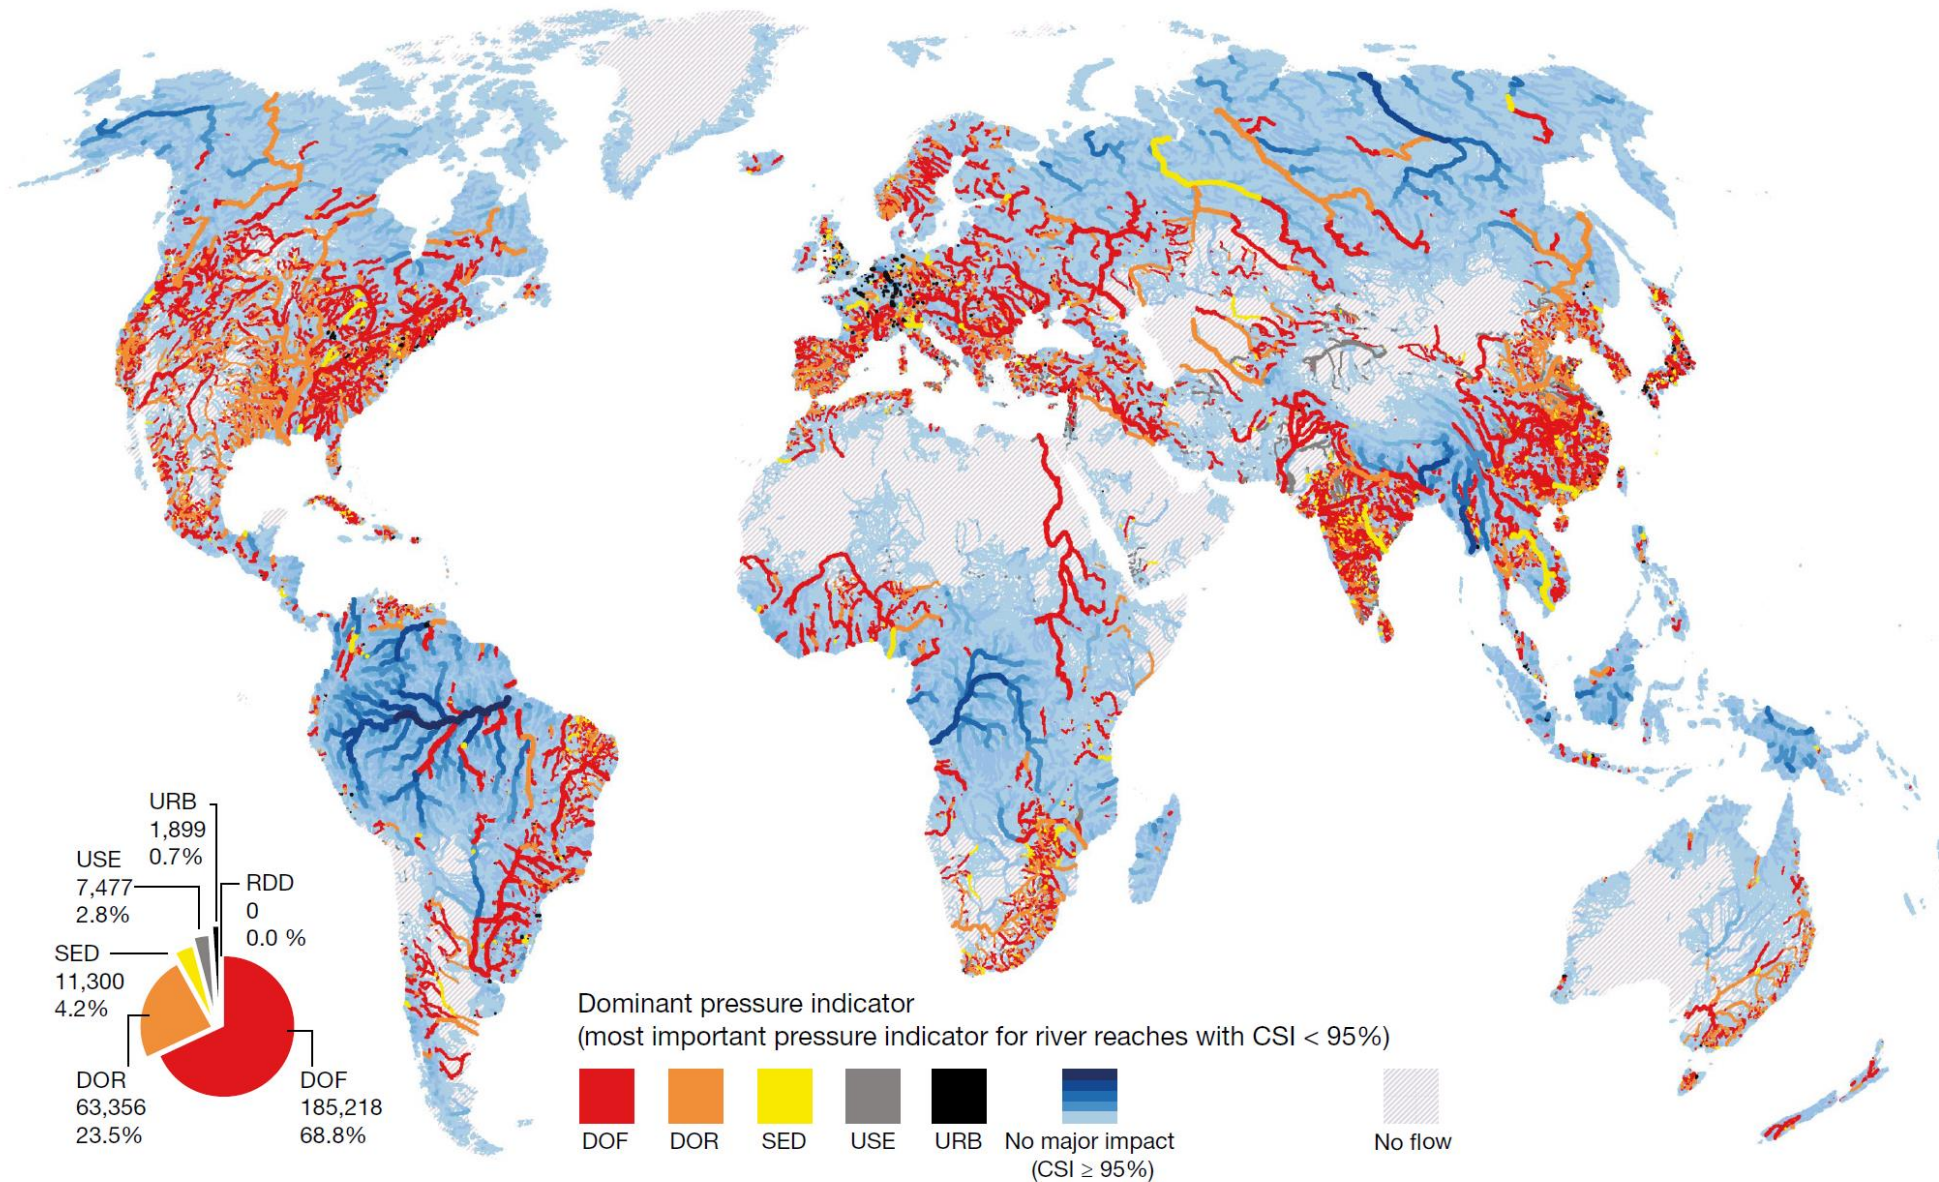 URB
1,899
0.7%
USE
7,477
2.8%
RDD
0
0.0 %
SED
11,300
4.2%
DOR
63,356
23.5%
DOF
185,218
68.8%
Dominant pressure indicator
(most important pressure indicator for river reaches with CSI < 95%)
DOF
DOR
SED
USE
URB
No major impact
(CSI ≥ 95%)
No flow